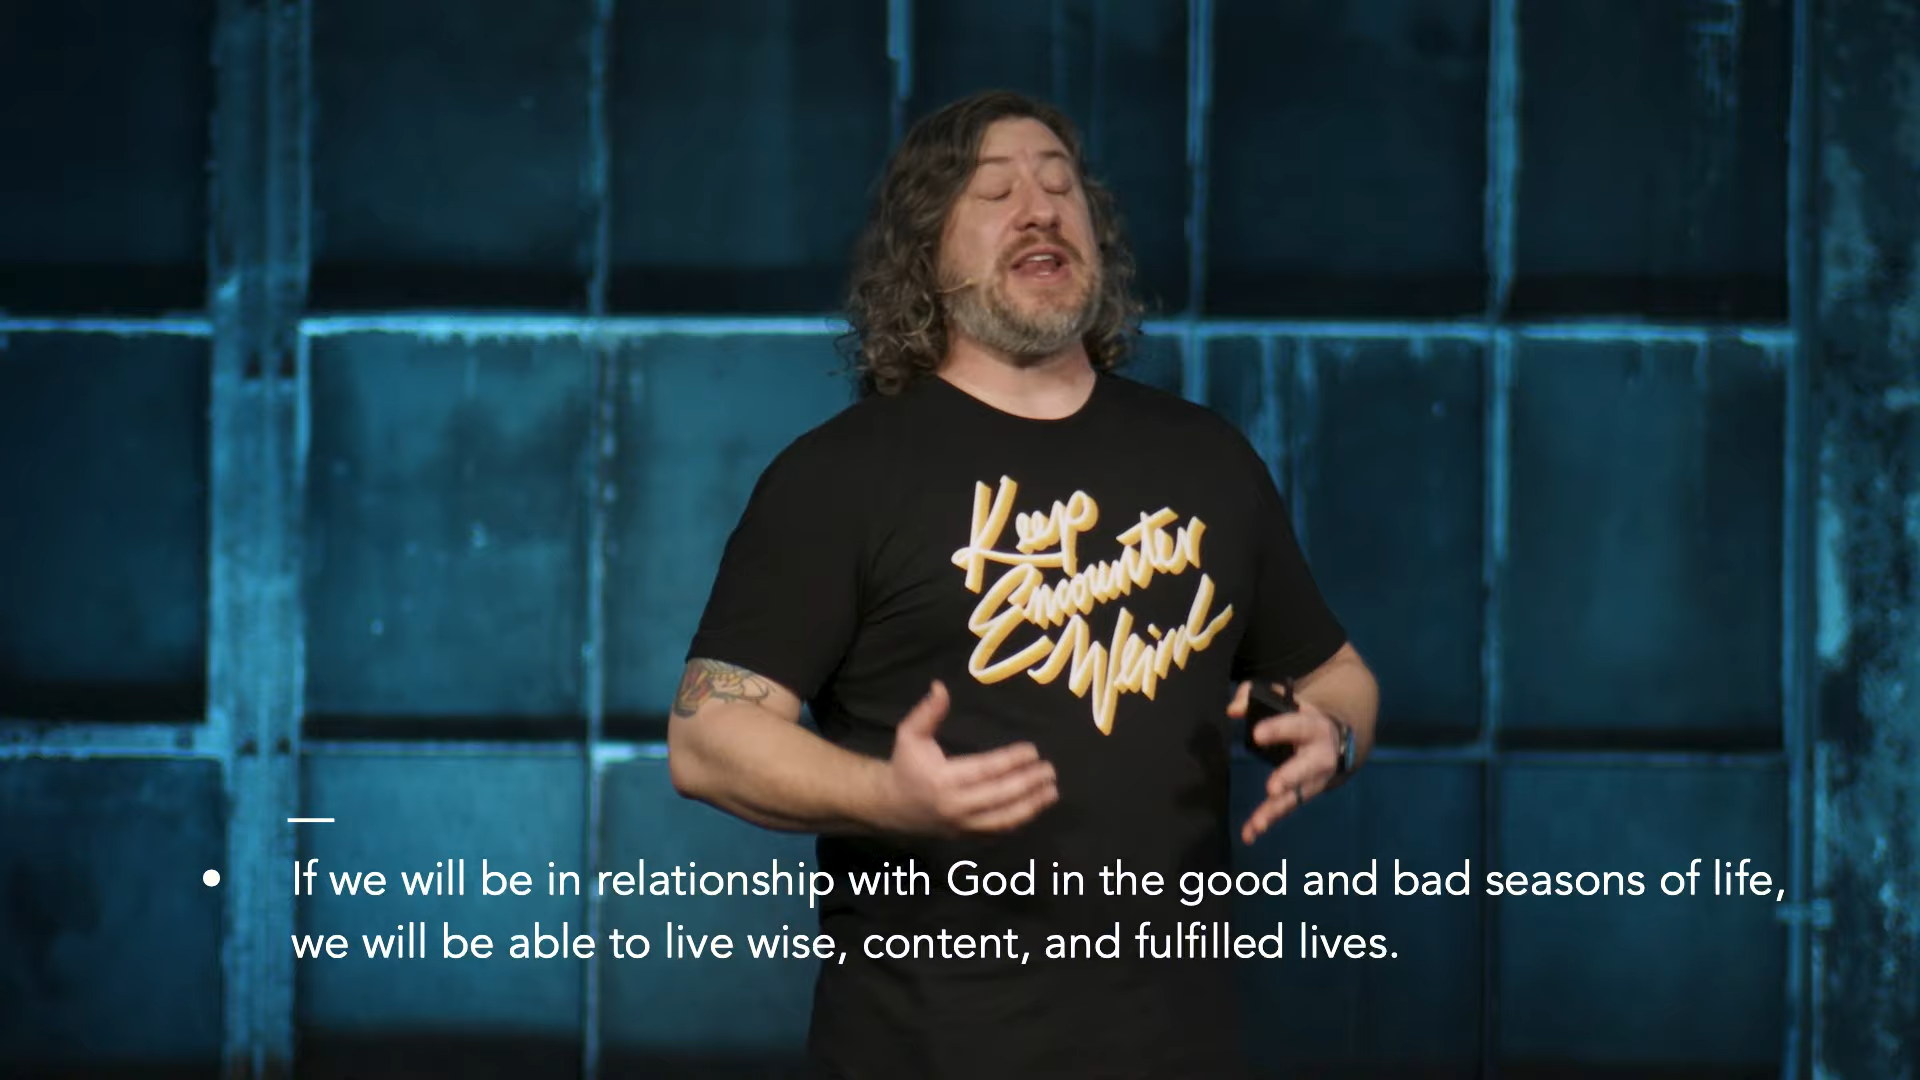 Keep
Encounter
Weird
• If we will be in relationship with God in the good and bad seasons of life,
we will be able to live wise, content, and fulfilled lives.